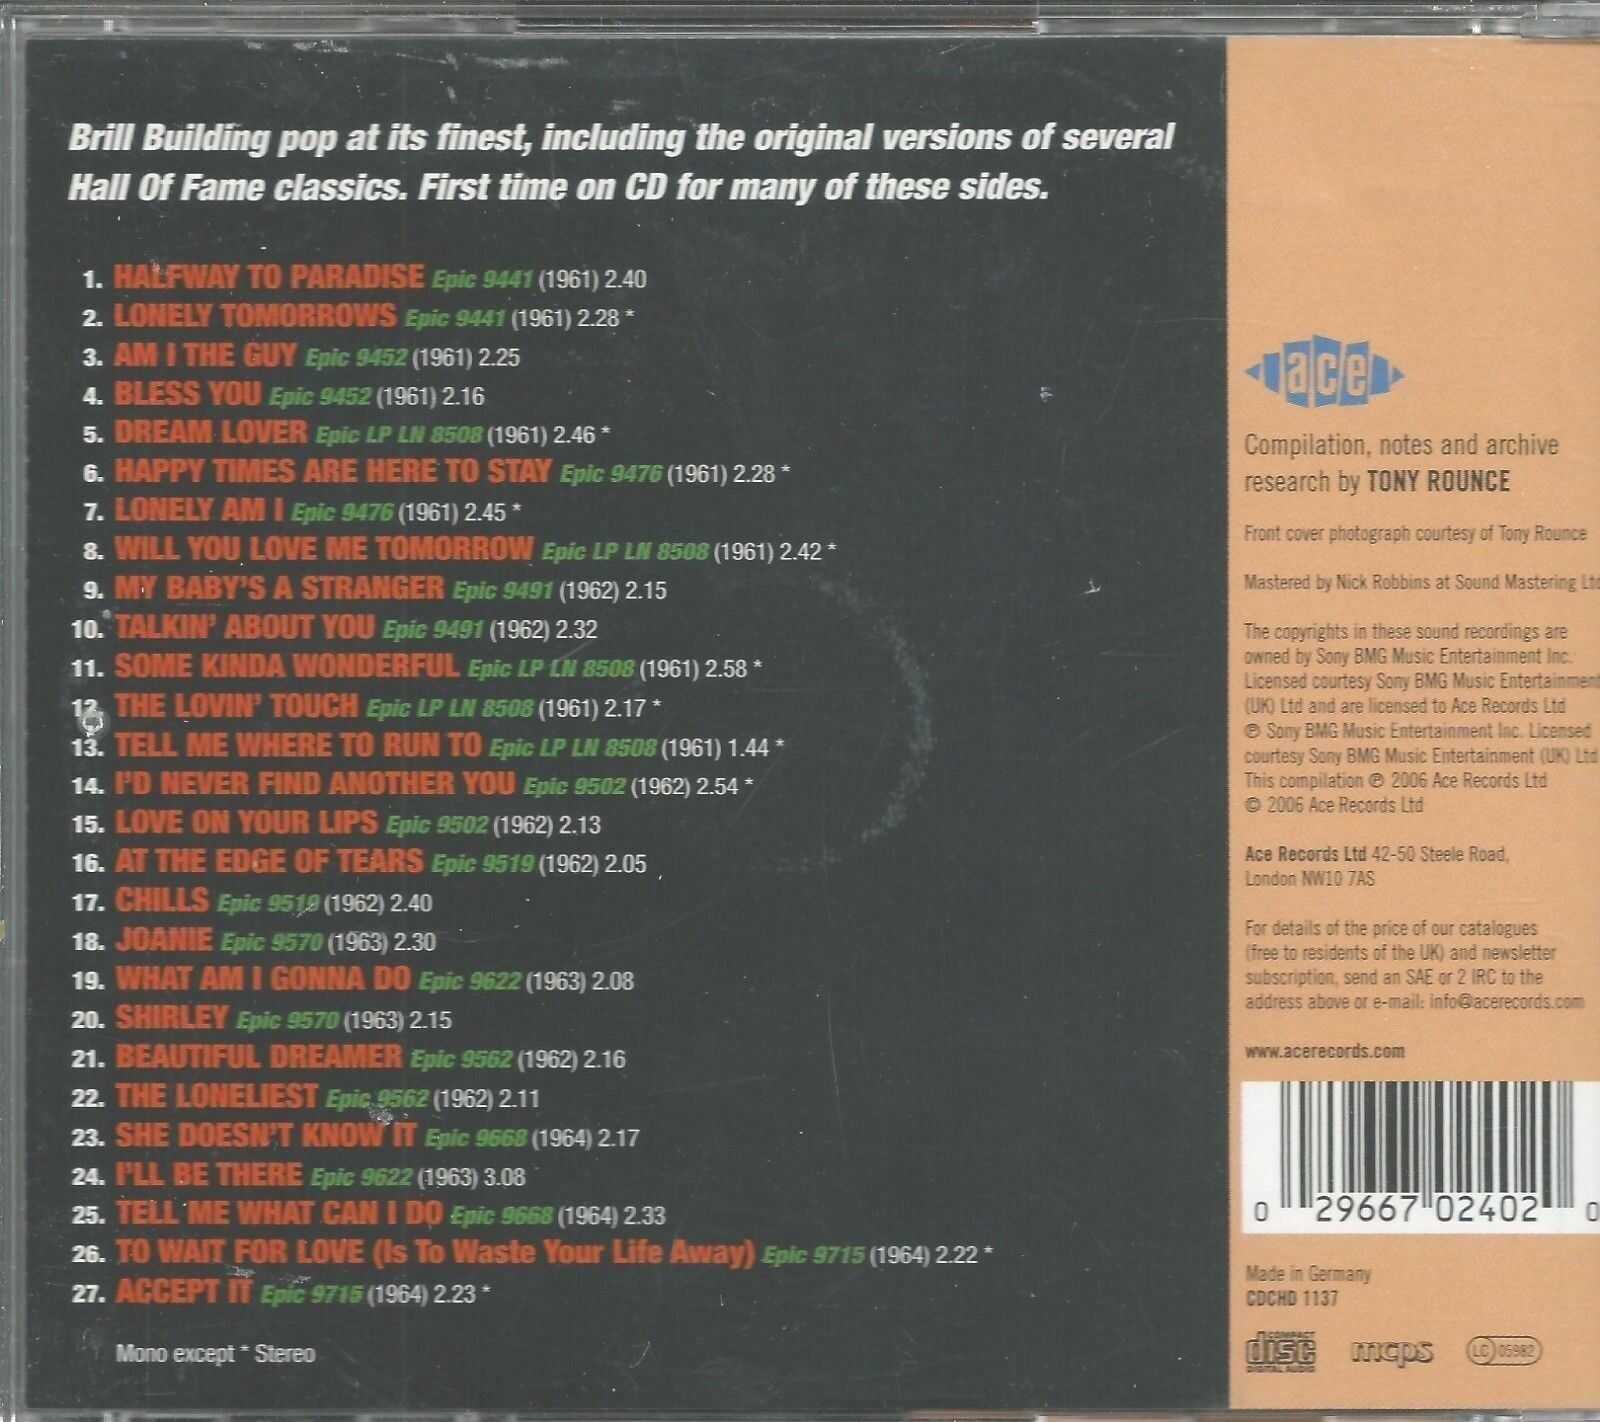 Brill Building pop at its finest, including the original versions of several
Hall Of Fame classics. First time on CD for many of these sides.
1. HALFWAY TO PARADISE Epic 9441 (1961) 2.40
2. LONELY TOMORROWS Epic 9441 (1961) 2.28 *
3. AM I THE GUY Epic 9452 (1961) 2.25
4. BLESS YOU Epic 9452 (1961) 2.16
5. DREAM LOVER Epic LP LN 8508 (1961) 2.46 *
6. HAPPY TIMES ARE HERE TO STAY Epic 9476 (1961) 2.28 *
7. LONELY AM I Epic 9476 (1961) 2.45 *
8. WILL YOU LOVE ME TOMORROW Epic LP LN 8508 (1961) 2.42 *
9. MY BABY'S A STRANGER Epic 9491 (1962) 2.15
10. TALKIN' ABOUT YOU Epic 9491 (1962) 2.32
11. SOME KINDA WONDERFUL Epic LP LN 8508 (1961) 2.58 *
12. THE LOVIN' TOUCH Epic LP LN 8508 (1961) 2.17 *
13. TELL ME WHERE TO RUN TO Epic LP LN 8508 (1961) 1.44 *
14. I'D NEVER FIND ANOTHER YOU Epic 9502 (1962) 2.54 *
15. LOVE ON YOUR LIPS Epic 9502 (1962) 2.13
16. AT THE EDGE OF TEARS Epic 9519 (1962) 2.05
17. CHILLS Epic 9519 (1962) 2.40
18. JOANIE Epic 9570 (1963) 2.30
19. WHAT AM I GONNA DO Epic 9622 (1963) 2.08
20. SHIRLEY Epic 9570 (1963) 2.15
21. BEAUTIFUL DREAMER Epic 9562 (1962) 2.16
22. THE LONELIEST Epic 9562 (1962) 2.11
23. SHE DOESN'T KNOW IT Epic 9668 (1964) 2.17
24. I'LL BE THERE Epic 9622 (1963) 3.08
25. TELL ME WHAT CAN I DO Epic 9668 (1964) 2.33
26. TO WAIT FOR LOVE (Is To Waste Your Life Away) Epic 9715 (1964) 2.22 *
27. ACCEPT IT Epic 9715 (1964) 2.23 *
Mono except * Stereo
ace
Compilation, notes and archive
research by TONY ROUNCE
Front cover photograph courtesy of Tony Rounce
Mastered by Nick Robbins at Sound Mastering Ltd
The copyrights in these sound recordings are
owned by Sony BMG Music Entertainment Inc.
Licensed courtesy Sony BMG Music Entertainment
(UK) Ltd and are licensed to Ace Records Ltd
℗ Sony BMG Music Entertainment Inc. Licensed
courtesy Sony BMG Music Entertainment (UK) Ltd
This compilation ℗ 2006 Ace Records Ltd
© 2006 Ace Records Ltd
Ace Records Ltd 42-50 Steele Road,
London NW10 7AS
For details of the price of our catalogues
(free to residents of the UK) and newsletter
subscription, send an SAE or 2 IRC to the
address above or e-mail: info@acerecords.com
www.acerecords.com
0 29667 02402 0
Made in Germany
CDCHD 1137
COMPACT disc DIGITAL AUDIO
mcps
LC 05982